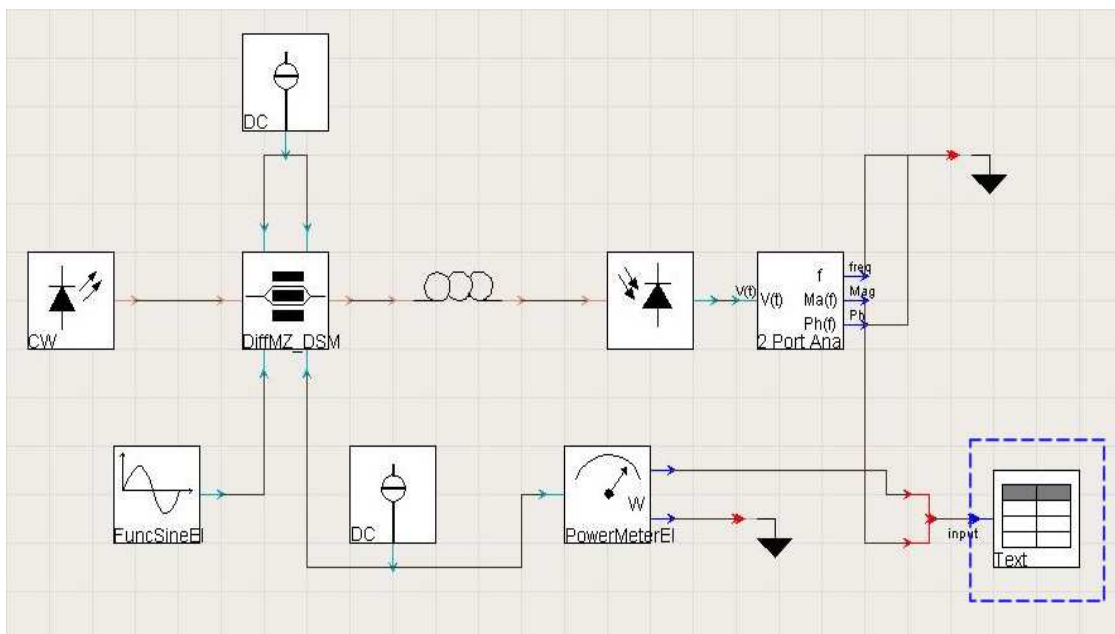 DC
CW
DiffMZ_DSM
V(t)
V(t)
f
Ma(f)
Ph(f)
2 Port Ana
freq
Mag
Ph
FuncSineEl
DC
W
PowerMeterEl
input
Text